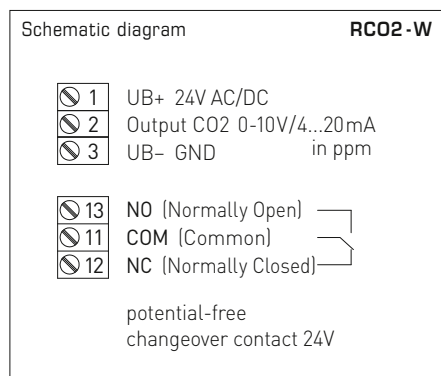 Schematic diagram RCO2-W
1 UB+ 24V AC/DC
2 Output CO2 0-10V/4...20mA
3 UB– GND in ppm
13 NO (Normally Open)
11 COM (Common)
12 NC (Normally Closed)
potential-free
changeover contact 24V